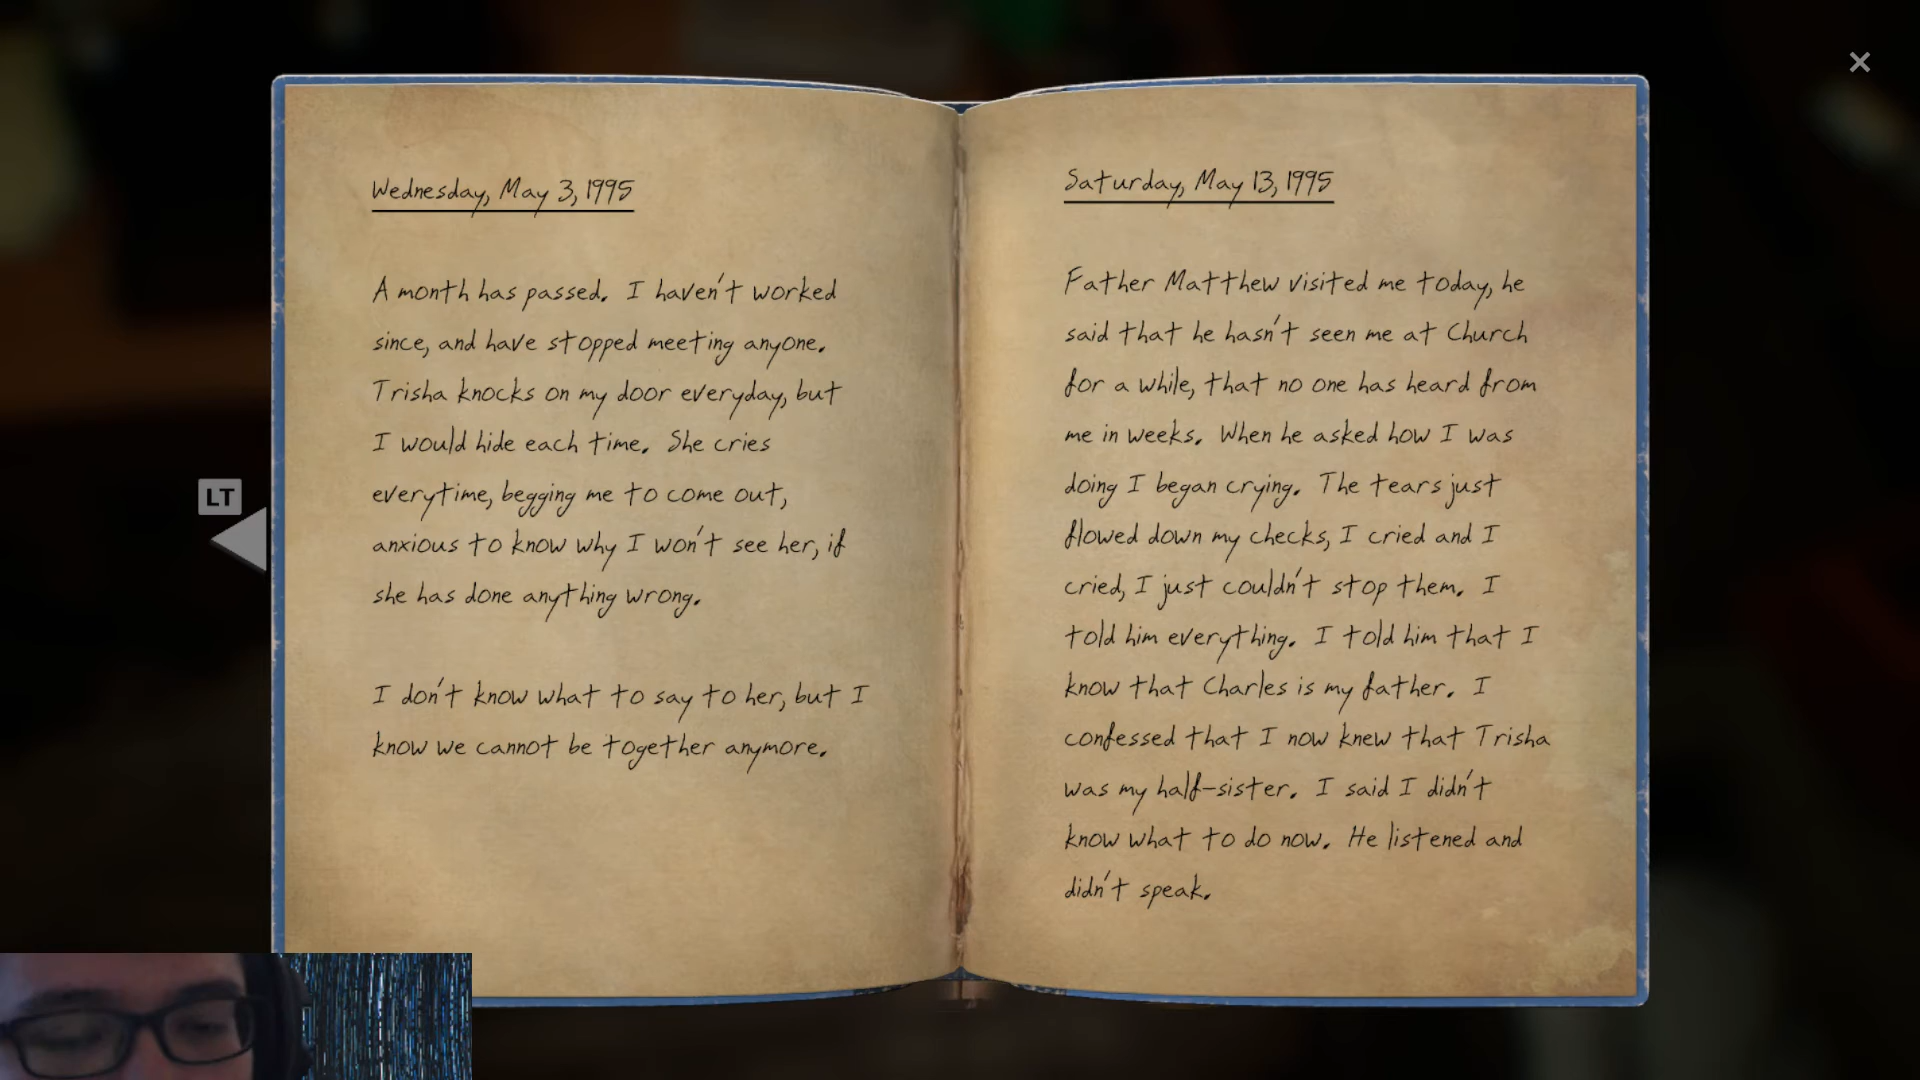 Wednesday, May 3, 1995
A month has passed. I haven't worked
since, and have stopped meeting anyone.
Trisha knocks on my door everyday, but
I would hide each time. She cries
everytime, begging me to come out,
anxious to know why I won't see her, if
she has done anything wrong.
I don't know what to say to her, but I
know we cannot be together anymore.
Saturday, May 13, 1995
Father Matthew visited me today, he
said that he hasn't seen me at Church
for a while, that no one has heard from
me in weeks. When he asked how I was
doing I began crying. The tears just
flowed down my checks, I cried and I
cried, I just couldn't stop them. I
told him everything. I told him that I
know that Charles is my father. I
confessed that I now knew that Trisha
was my half-sister. I said I didn't
know what to do now. He listened and
didn't speak.
LT